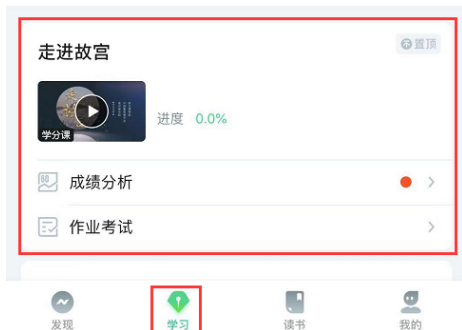 走进故宫
置顶
学分课
进度 0.0%
60
成绩分析
作业考试
发现
学习
读书
我的